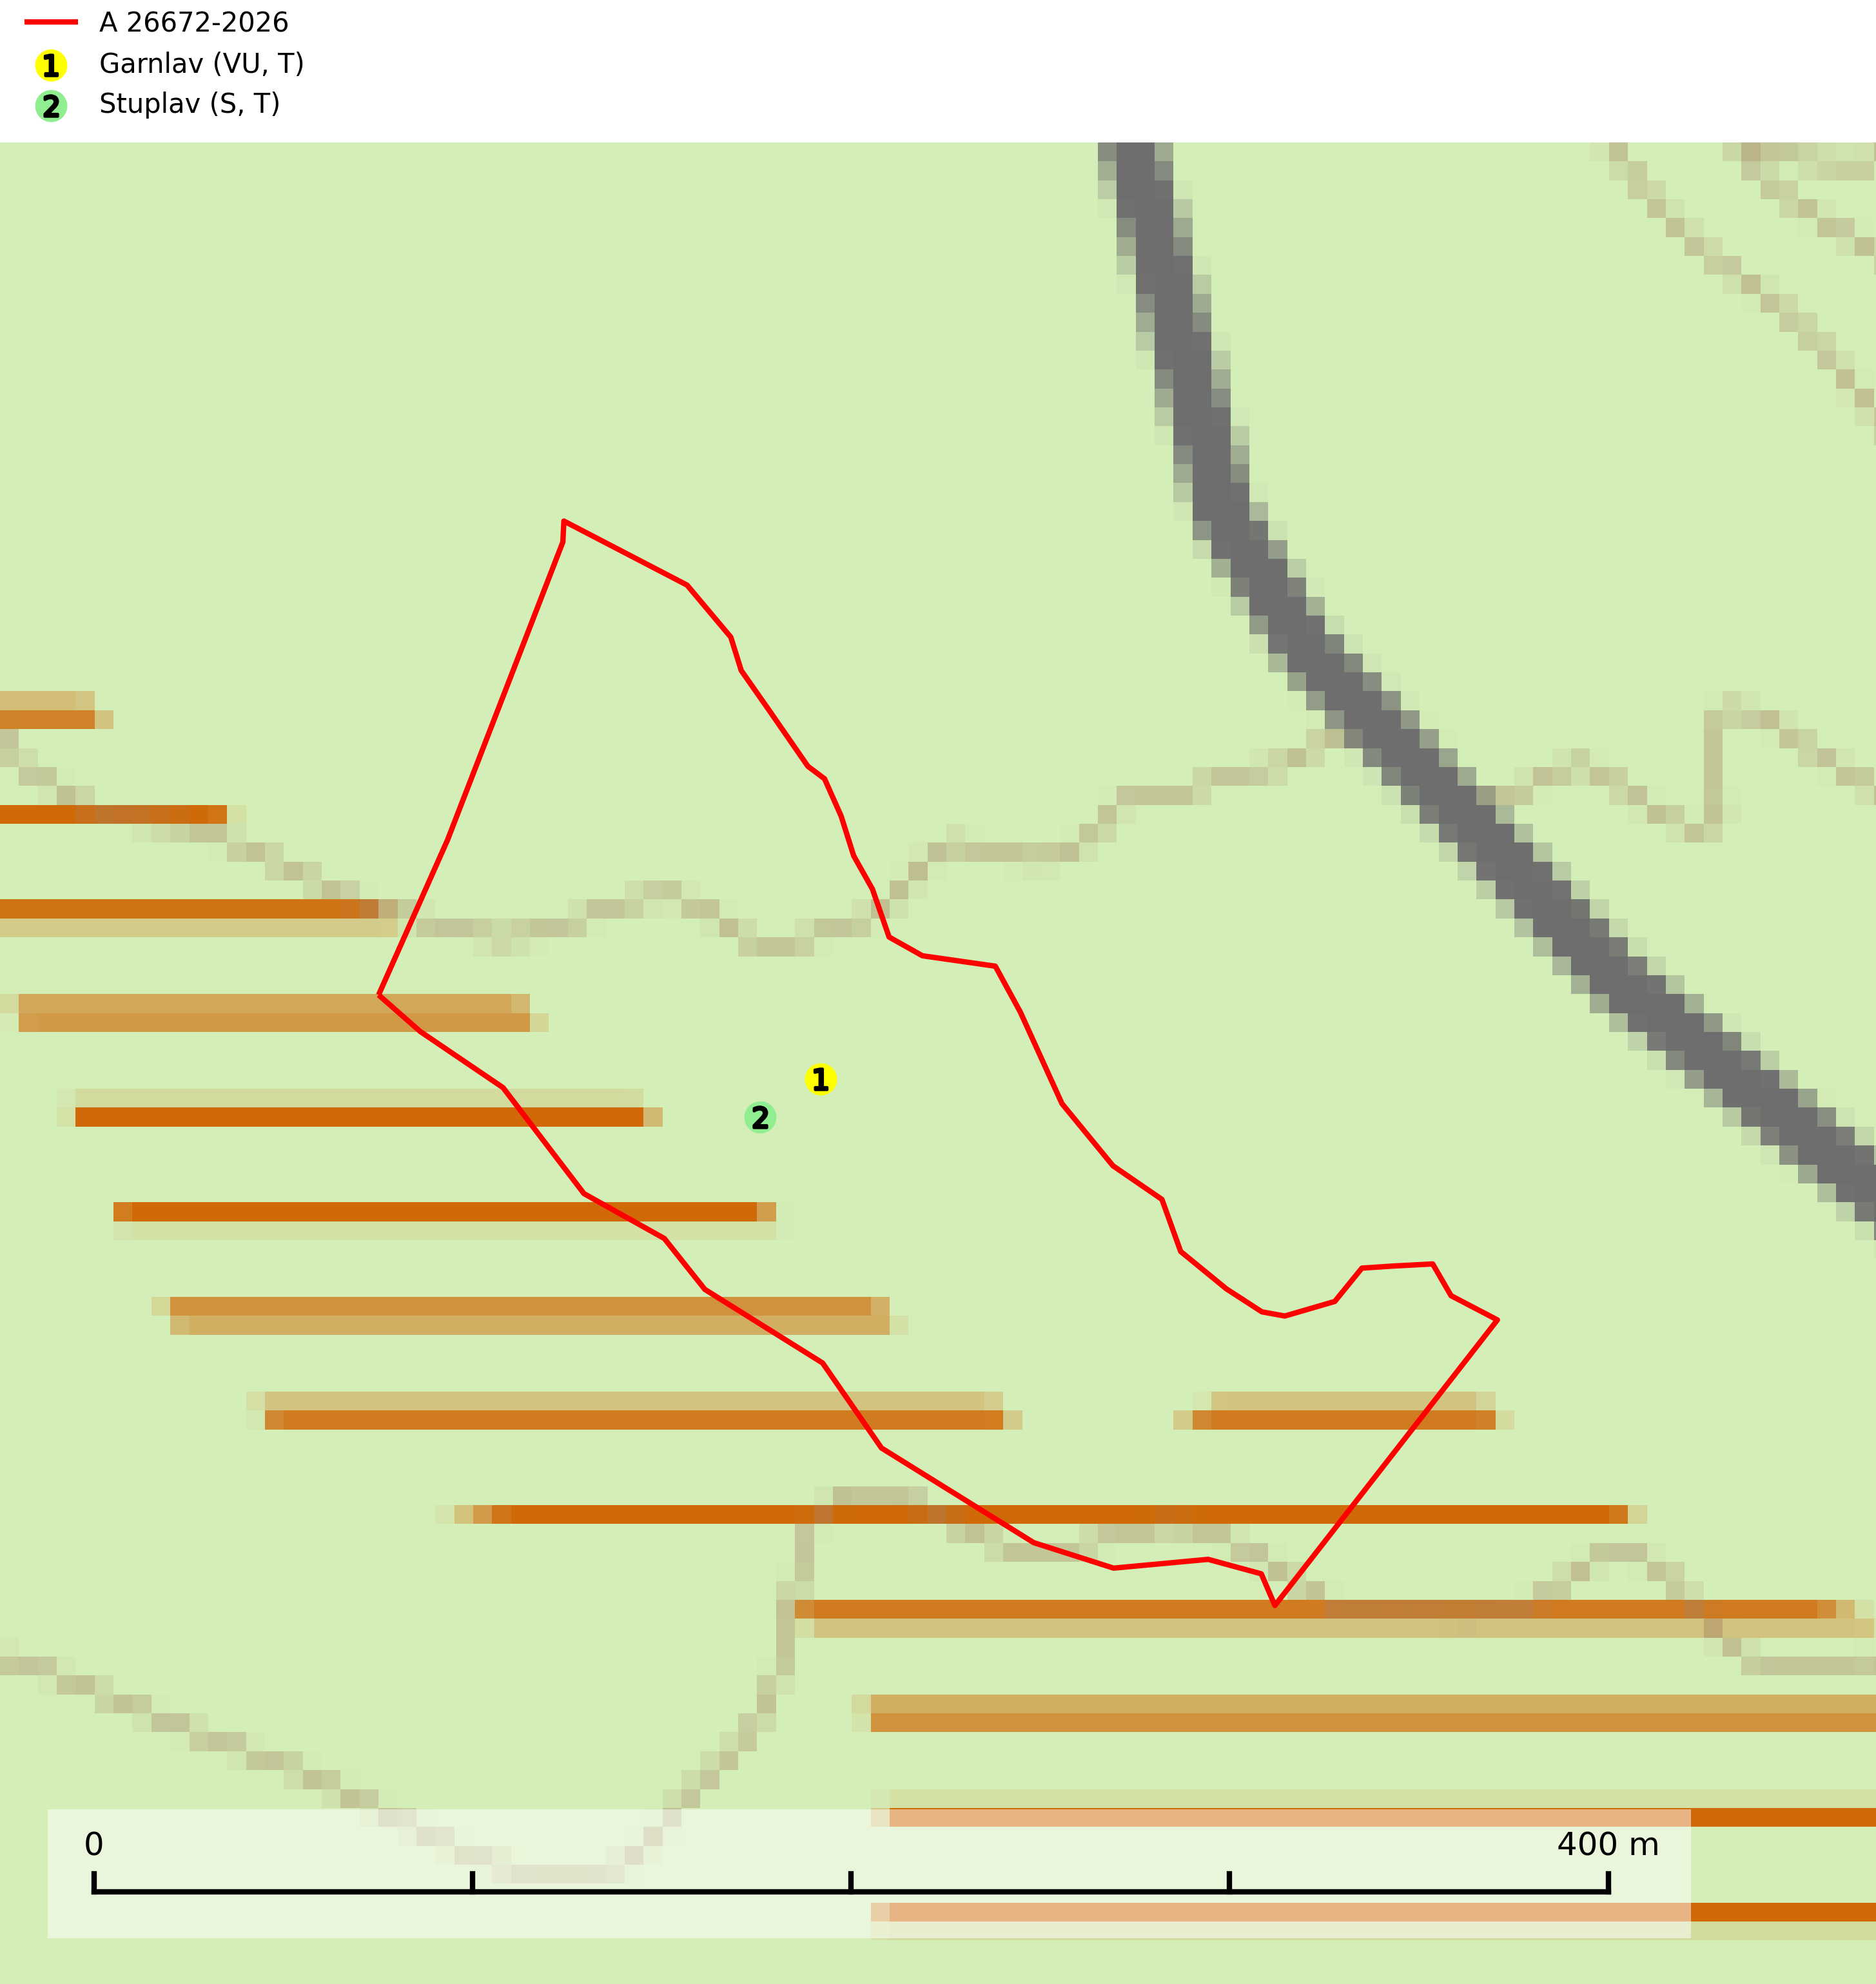 A 26672-2026
1 Garnlav (VU, T)
2 Stuplav (S, T)
1
2
0 400 m